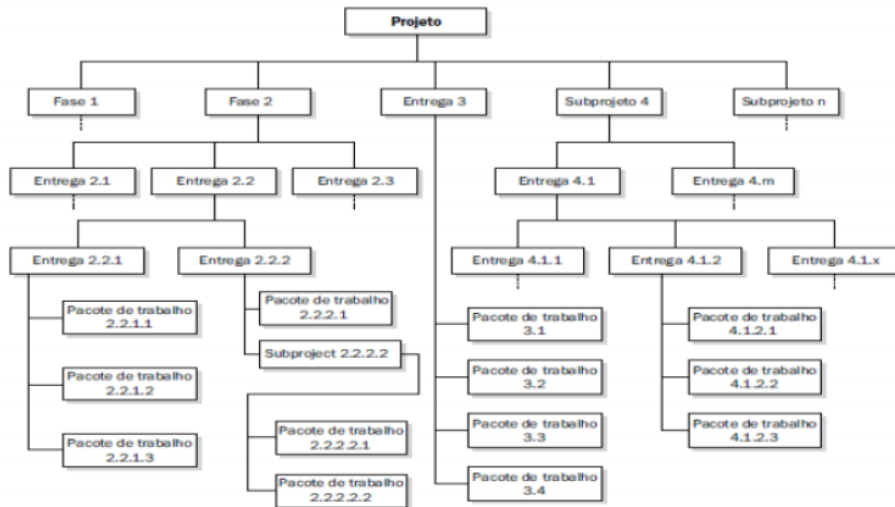 Projeto
Fase 1
Fase 2
Entrega 3
Subprojeto 4
Subprojeto n
Entrega 2.1
Entrega 2.2
Entrega 2.3
Entrega 4.1
Entrega 4.m
Entrega 2.2.1
Entrega 2.2.2
Entrega 4.1.1
Entrega 4.1.2
Entrega 4.1.x
Pacote de trabalho
2.2.1.1
Pacote de trabalho
2.2.1.2
Pacote de trabalho
2.2.1.3
Pacote de trabalho
2.2.2.1
Subproject 2.2.2.2
Pacote de trabalho
2.2.2.2.1
Pacote de trabalho
2.2.2.2.2
Pacote de trabalho
3.1
Pacote de trabalho
3.2
Pacote de trabalho
3.3
Pacote de trabalho
3.4
Pacote de trabalho
4.1.2.1
Pacote de trabalho
4.1.2.2
Pacote de trabalho
4.1.2.3